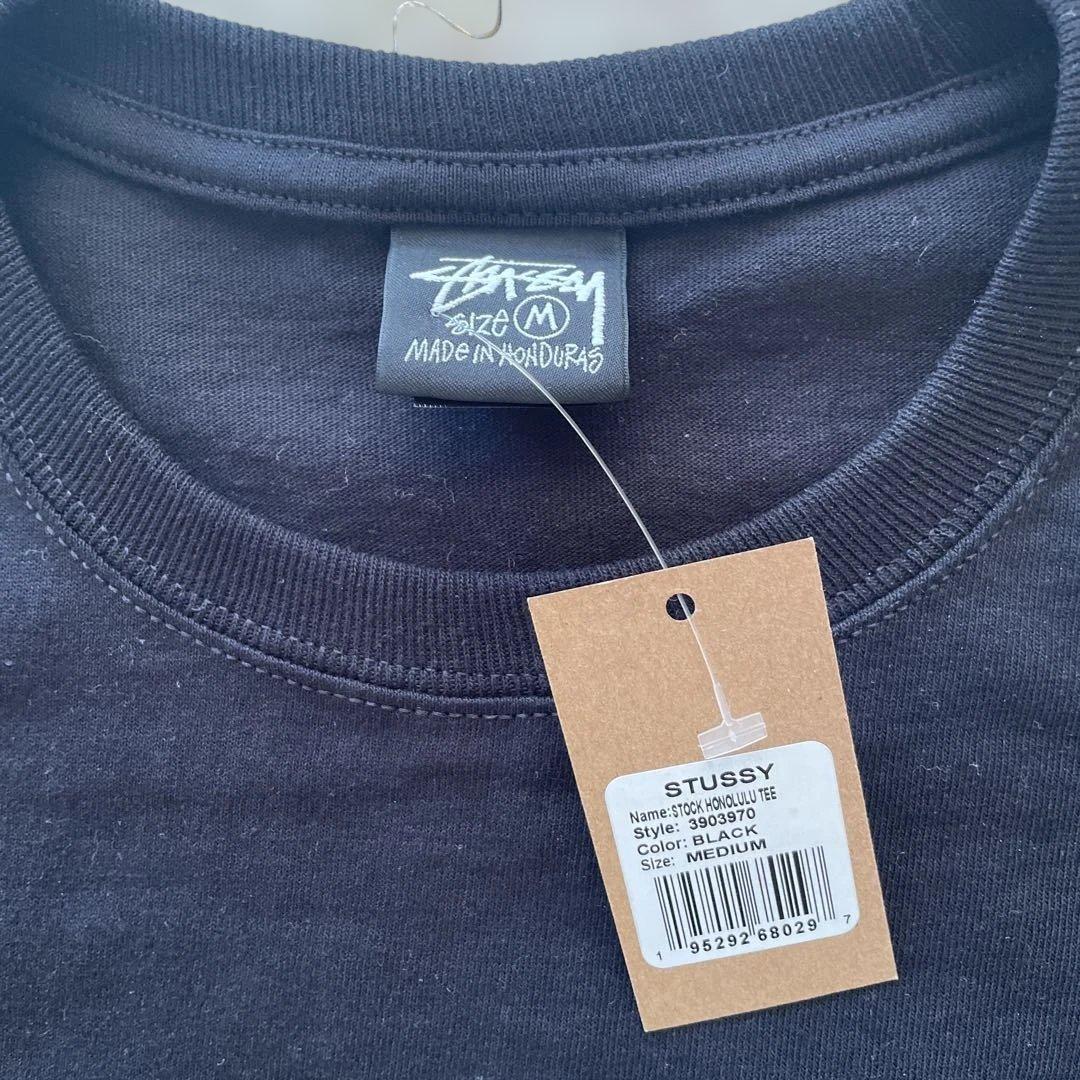 STUSSY
SIZE M
MADE IN HONDURAS
STUSSY
Name:STOCK HONOLULU TEE
Style: 3903970
Color: BLACK
Size: MEDIUM
1 95292 68029 7